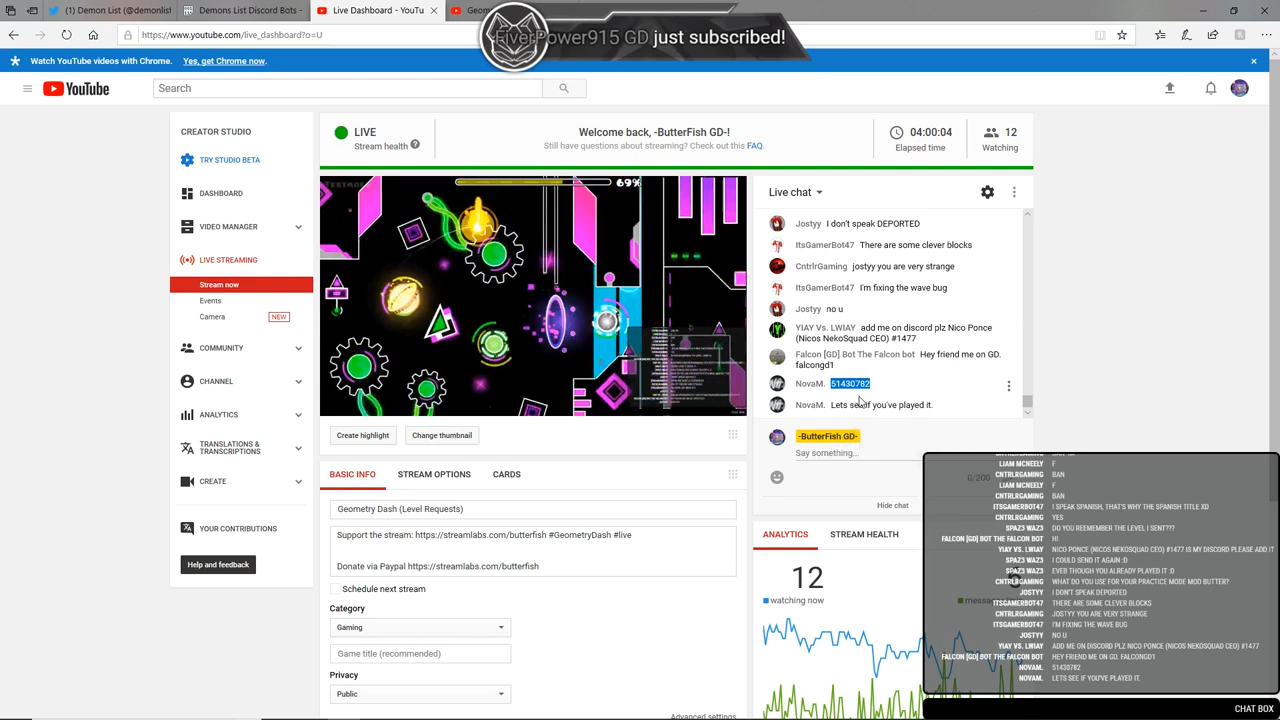 (1) Demon List (@demonlist
Discord Bots -
Live Dashboard - YouTu
Geom
https://www.youtube.com/live_dashboard?o=U
FiverPower915 GD just subscribed!
Watch YouTube videos with Chrome. Yes, get Chrome now.
YouTube
Search
CREATOR STUDIO
TRY STUDIO BETA
DASHBOARD
VIDEO MANAGER
LIVE STREAMING
Stream now
Events
Camera NEW
COMMUNITY
CHANNEL
ANALYTICS
TRANSLATIONS &
TRANSCRIPTIONS
CREATE
YOUR CONTRIBUTIONS
Help and feedback
LIVE
Stream health
Welcome back, -ButterFish GD-!
Still have questions about streaming? Check out this FAQ.
04:00:04
Elapsed time
12
Watching
69%
Create highlight
Change thumbnail
BASIC INFO
STREAM OPTIONS
CARDS
Geometry Dash (Level Requests)
Support the stream: https://streamlabs.com/butterfish #GeometryDash #live
Donate via Paypal https://streamlabs.com/butterfish
Schedule next stream
Category
Gaming
Game title (recommended)
Privacy
Public
Advanced settings
Live chat
Jostyy I don't speak DEPORTED
ItsGamerBot47 There are some clever blocks
CntrlrGaming jostyy you are very strange
ItsGamerBot47 I'm fixing the wave bug
Jostyy no u
YIAY Vs. LWIAY add me on discord plz Nico Ponce
(Nicos NekoSquad CEO) #1477
Falcon [GD] Bot The Falcon bot Hey friend me on GD.
falcongd1
NovaM. 51430782
NovaM. Lets see if you've played it.
-ButterFish GD-
Say something...
0/200
Hide chat
ANALYTICS
STREAM HEALTH
12
watching now
LIAM MCNEELY F
CNTRLRGAMING BAN
LIAM MCNEELY F
CNTRLRGAMING BAN
ITSGAMERBOT47 I SPEAK SPANISH, THAT'S WHY THE SPANISH TITLE XD
CNTRLRGAMING YES
SPAZ3 WAZ3 DO YOU REEMEMBER THE LEVEL I SENT???
FALCON [GD] BOT THE FALCON BOT HI
YIAY VS. LWIAY NICO PONCE (NICOS NEKOSQUAD CEO) #1477 IS MY DISCORD PLEASE ADD IT
SPAZ3 WAZ3 I COULD SEND IT AGAIN :D
SPAZ3 WAZ3 EVEB THOUGH YOU ALREADY PLAYED IT :D
CNTRLRGAMING WHAT DO YOU USE FOR YOUR PRACTICE MODE MOD BUTTER?
JOSTYY I DON'T SPEAK DEPORTED
ITSGAMERBOT47 THERE ARE SOME CLEVER BLOCKS
CNTRLRGAMING JOSTYY YOU ARE VERY STRANGE
ITSGAMERBOT47 I'M FIXING THE WAVE BUG
JOSTYY NO U
YIAY VS. LWIAY ADD ME ON DISCORD PLZ NICO PONCE (NICOS NEKOSQUAD CEO) #1477
FALCON [GD] BOT THE FALCON BOT HEY FRIEND ME ON GD. FALCONGD1
NOVAM. 51430782
NOVAM. LETS SEE IF YOU'VE PLAYED IT.
CHAT BOX